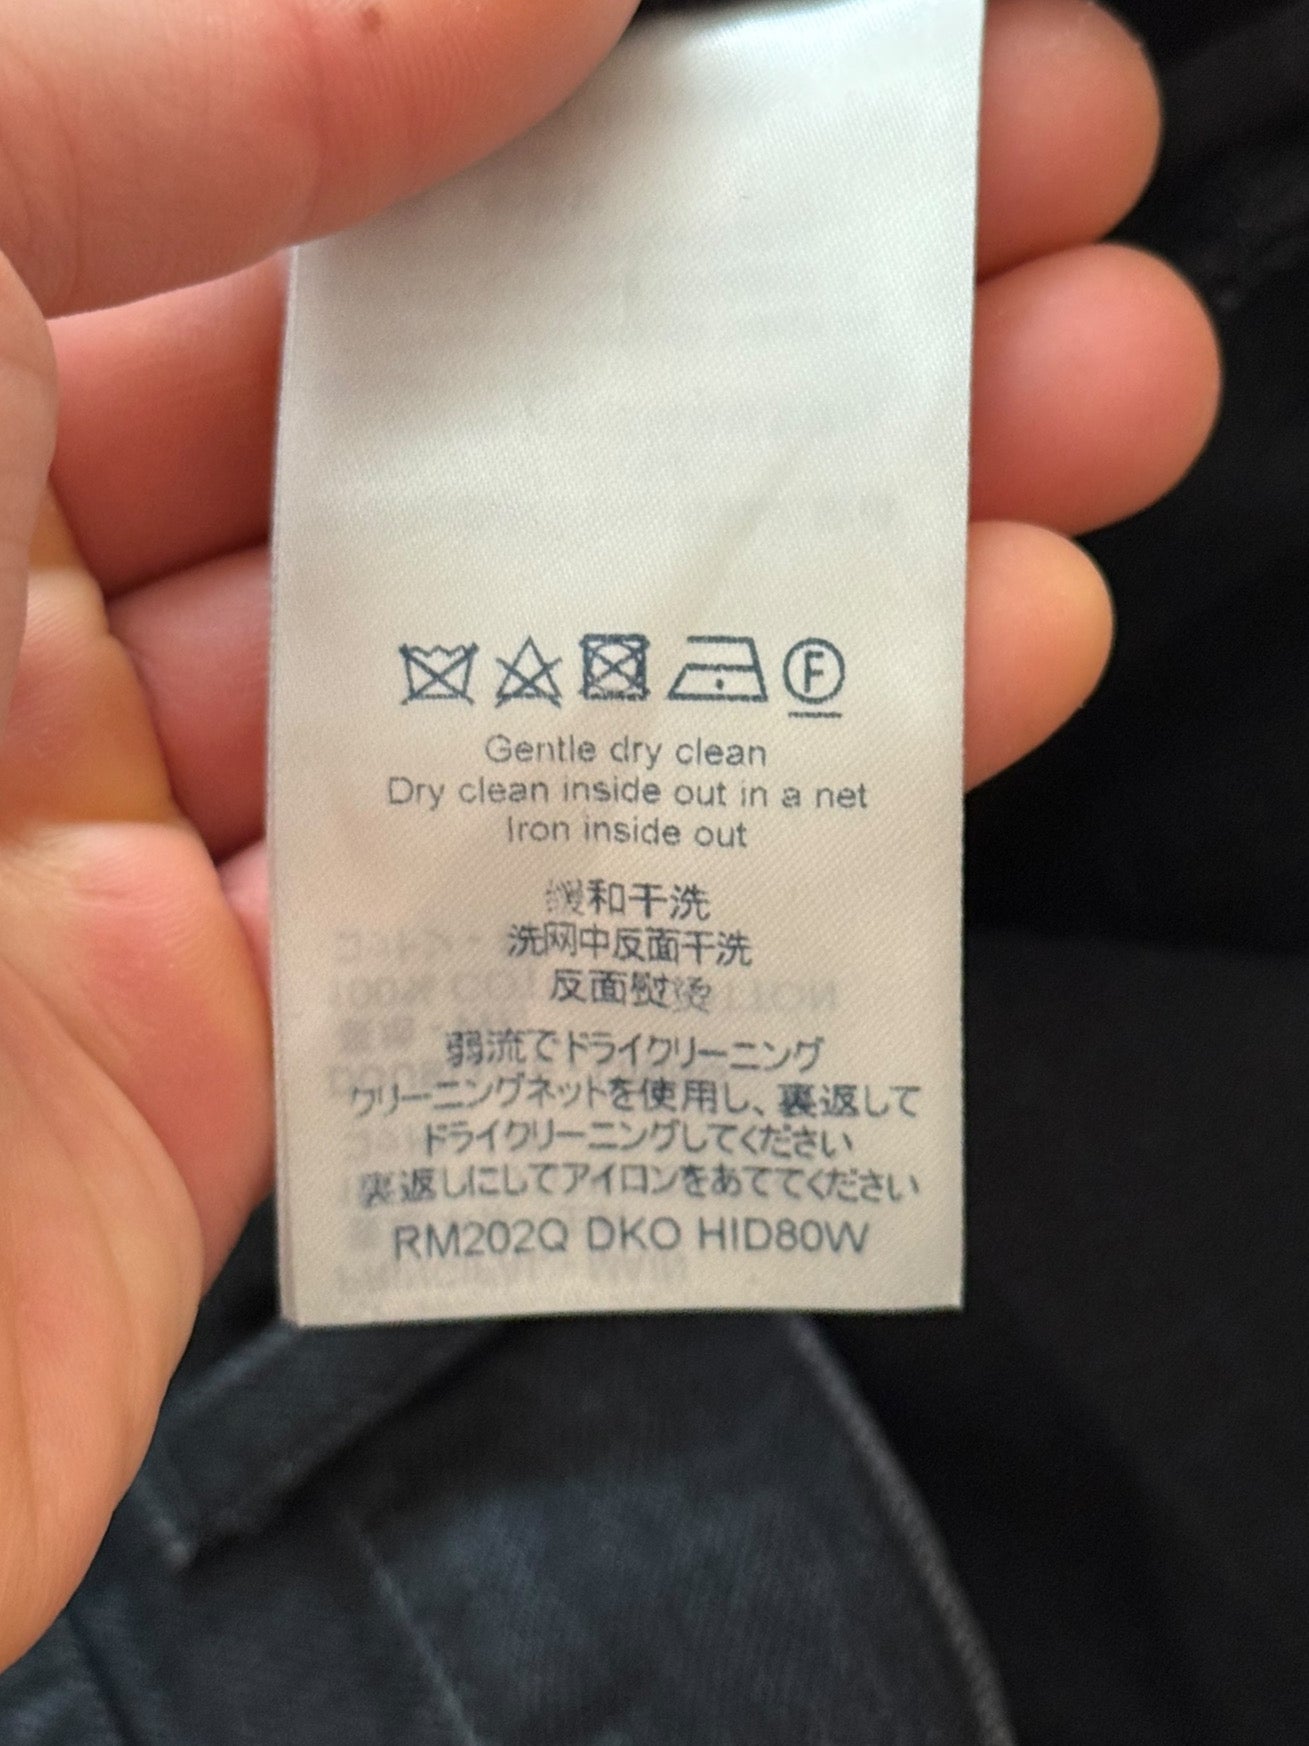 F
Gentle dry clean
Dry clean inside out in a net
Iron inside out
缓和干洗
洗网中反面干洗
反面熨烫
弱流でドライクリーニング
クリーニングネットを使用し、裏返して
ドライクリーニングしてください
裏返しにしてアイロンをあててください
RM202Q DKO HID80W